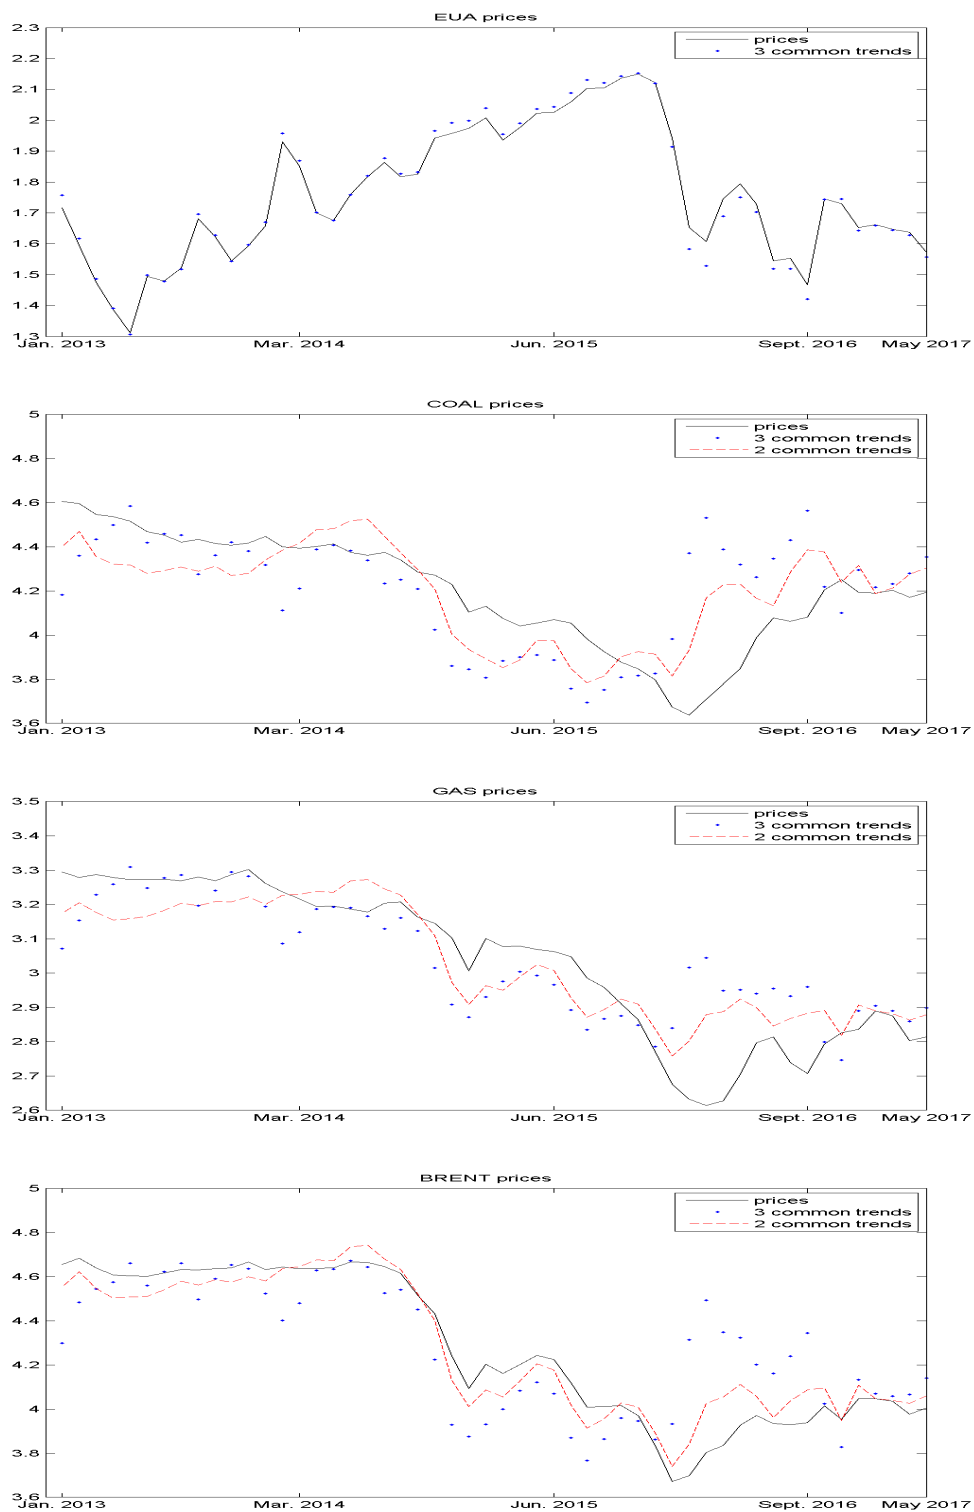 EUA prices
2.3
2.2
2.1
2
1.9
1.8
1.7
1.6
1.5
1.4
1.3
prices
3 common trends
Jan. 2013 Mar. 2014 Jun. 2015 Sept. 2016 May 2017
COAL prices
5
4.8
4.6
4.4
4.2
4
3.8
3.6
prices
3 common trends
2 common trends
Jan. 2013 Mar. 2014 Jun. 2015 Sept. 2016 May 2017
GAS prices
3.5
3.4
3.3
3.2
3.1
3
2.9
2.8
2.7
2.6
prices
3 common trends
2 common trends
Jan. 2013 Mar. 2014 Jun. 2015 Sept. 2016 May 2017
BRENT prices
5
4.8
4.6
4.4
4.2
4
3.8
3.6
prices
3 common trends
2 common trends
Jan. 2013 Mar. 2014 Jun. 2015 Sept. 2016 May 2017